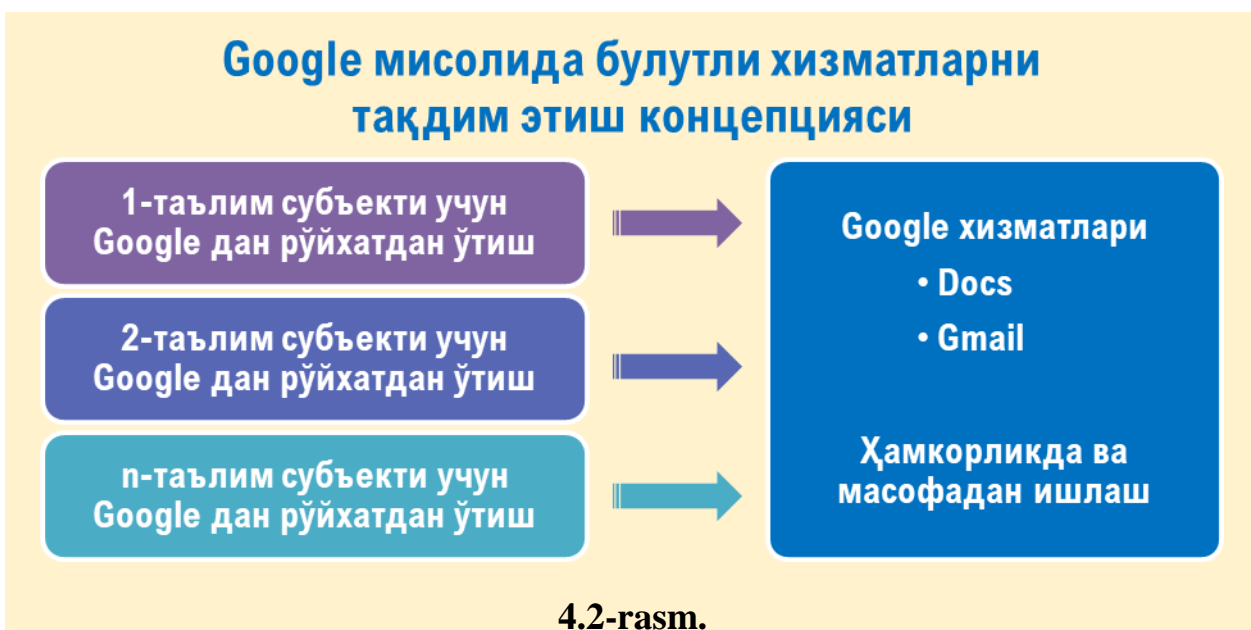 Google мисолида булутли хизматларни
тақдим этиш концепцияси
1-таълим субъекти учун
Google дан рўйхатдан ўтиш
2-таълим субъекти учун
Google дан рўйхатдан ўтиш
n-таълим субъекти учун
Google дан рўйхатдан ўтиш
Google хизматлари
• Docs
• Gmail
Ҳамкорликда ва
масофадан ишлаш
4.2-rasm.